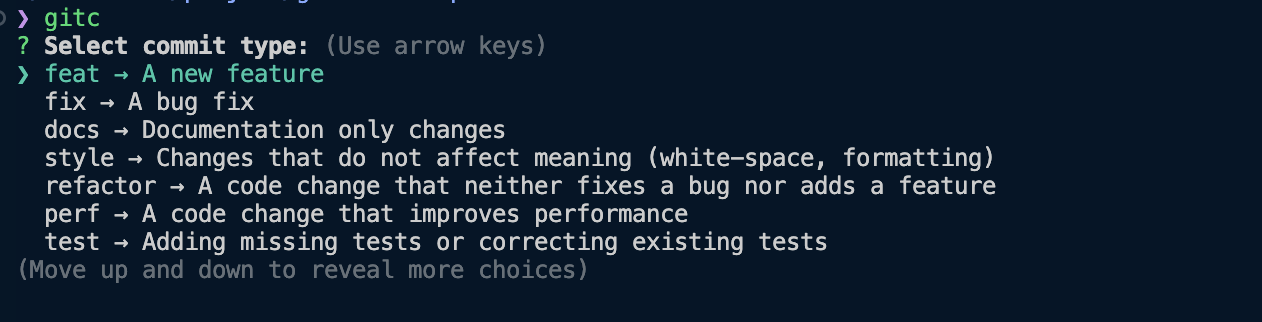 ❯ gitc
? Select commit type: (Use arrow keys)
❯ feat → A new feature
fix → A bug fix
docs → Documentation only changes
style → Changes that do not affect meaning (white-space, formatting)
refactor → A code change that neither fixes a bug nor adds a feature
perf → A code change that improves performance
test → Adding missing tests or correcting existing tests
(Move up and down to reveal more choices)